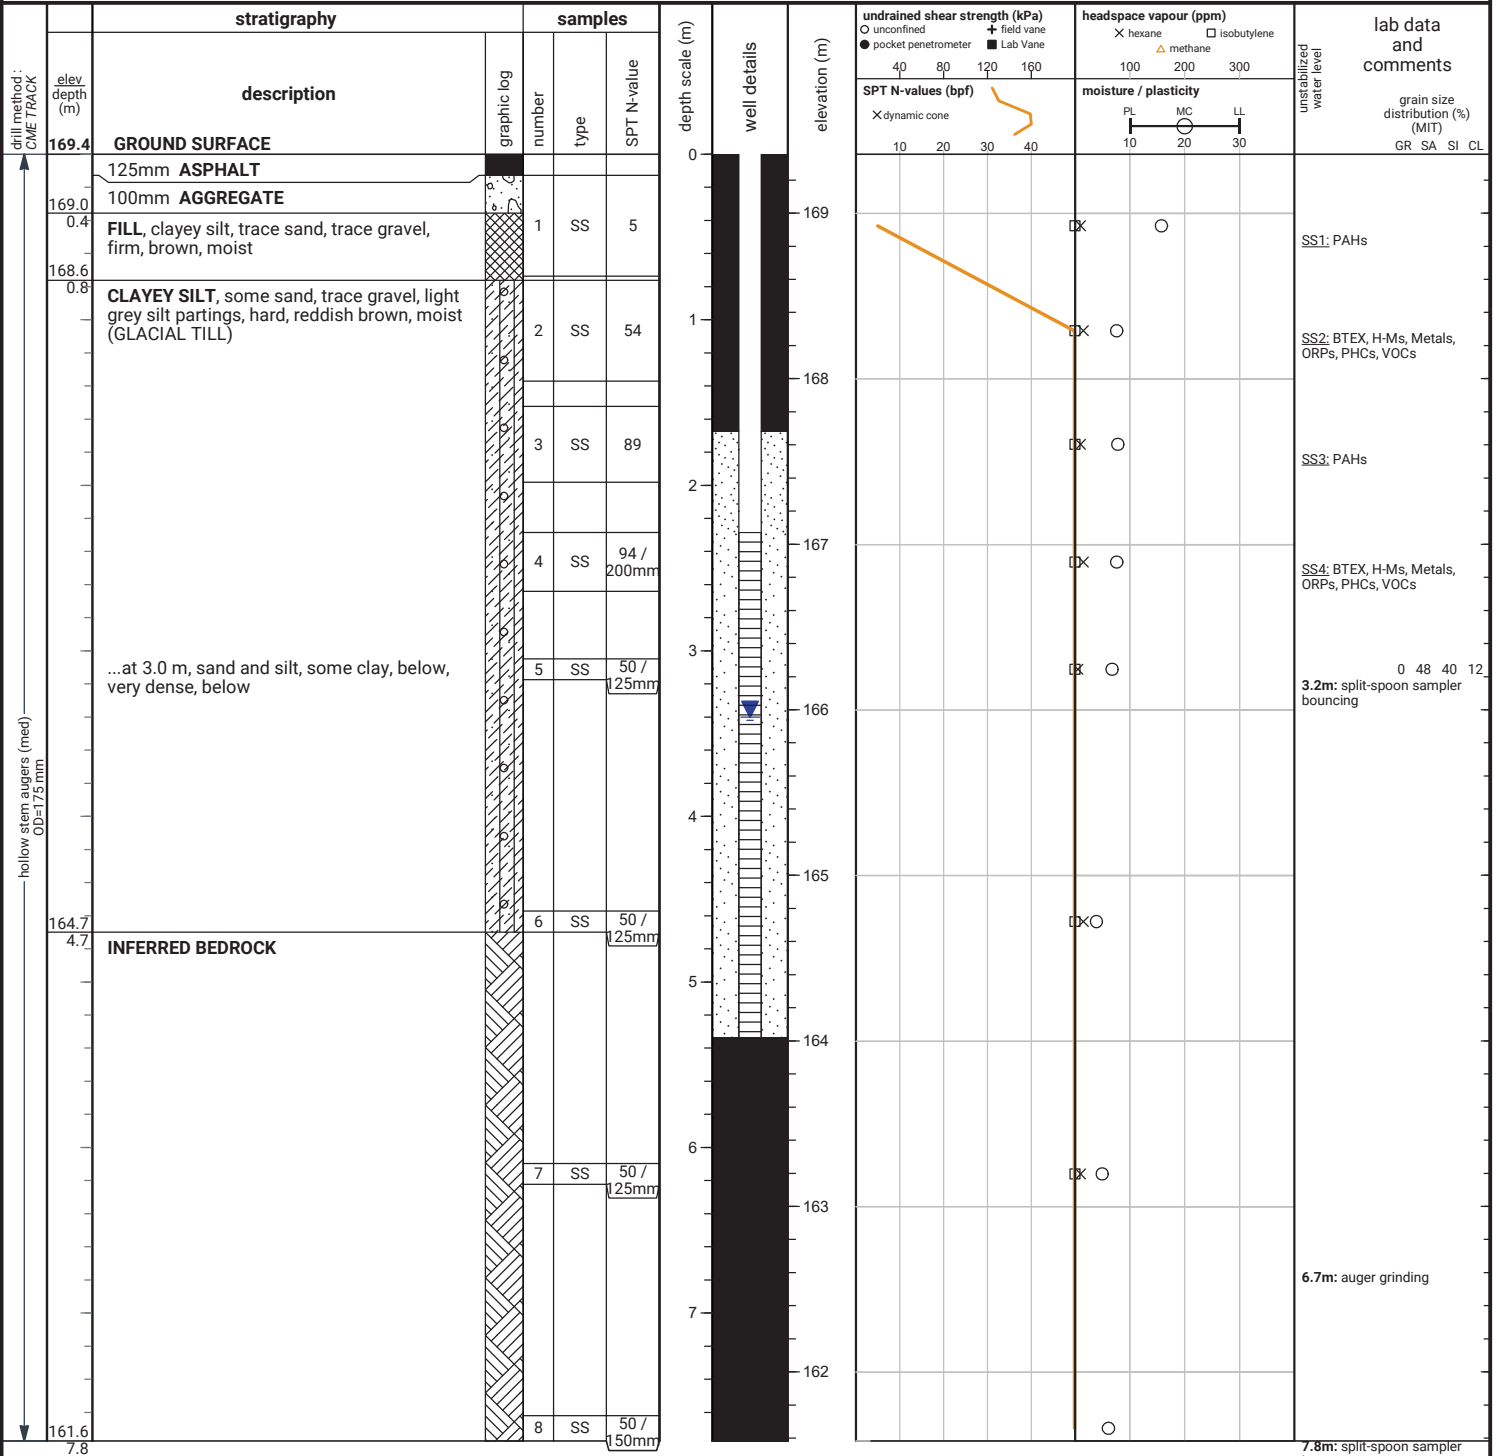 stratigraphy
samples
drill method :
CME TRACK
elev
depth
(m)
description
graphic log
number
type
SPT N-value
depth scale (m)
well details
elevation (m)
undrained shear strength (kPa)
unconfined
field vane
pocket penetrometer
Lab Vane
40 80 120 160
SPT N-values (bpf)
dynamic cone
10 20 30 40
headspace vapour (ppm)
hexane
isobutylene
methane
100 200 300
moisture / plasticity
PL MC LL
10 20 30
unstabilized
water level
lab data
and
comments
grain size
distribution (%)
(MIT)
GR SA SI CL
169.4 GROUND SURFACE
125mm ASPHALT
100mm AGGREGATE
169.0
0.4
FILL, clayey silt, trace sand, trace gravel,
firm, brown, moist
168.6
0.8
CLAYEY SILT, some sand, trace gravel, light
grey silt partings, hard, reddish brown, moist
(GLACIAL TILL)
...at 3.0 m, sand and silt, some clay, below,
very dense, below
164.7
4.7
INFERRED BEDROCK
161.6
7.8
hollow stem augers (med)
OD=175 mm
1 SS 5
2 SS 54
3 SS 89
4 SS 94 /
200mm
5 SS 50 /
125mm
6 SS 50 /
125mm
7 SS 50 /
125mm
8 SS 50 /
150mm
0
1
2
3
4
5
6
7
169
168
167
166
165
164
163
162
SS1: PAHs
SS2: BTEX, H-Ms, Metals,
ORPs, PHCs, VOCs
SS3: PAHs
SS4: BTEX, H-Ms, Metals,
ORPs, PHCs, VOCs
0 48 40 12
3.2m: split-spoon sampler
bouncing
6.7m: auger grinding
7.8m: split-spoon sampler